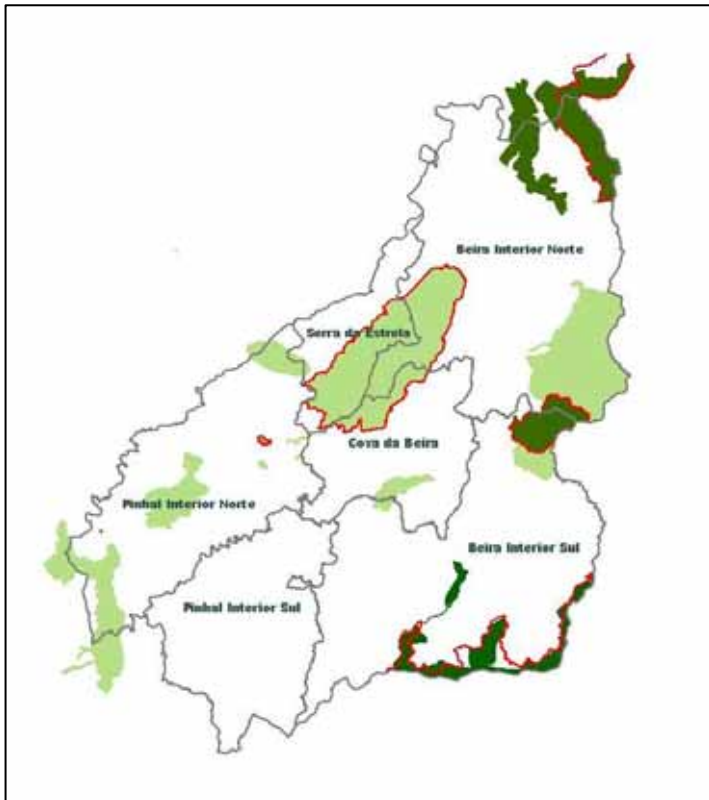 Beira Interior Norte
Serra da Estrela
Cova da Beira
Pinhal Interior Norte
Beira Interior Sul
Pinhal Interior Sul